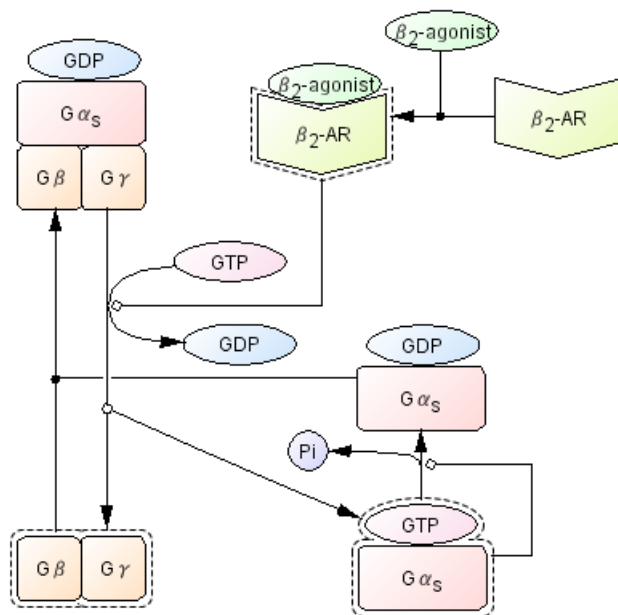 GDP
Gαs
Gβ Gγ
β2-agonist
β2-agonist
β2-AR
β2-AR
GTP
GDP
GDP
Gαs
Pi
GTP
Gαs
Gβ Gγ